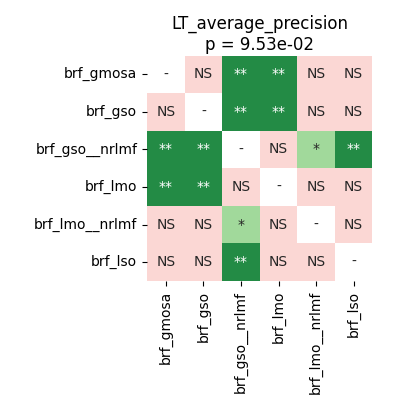 LT_average_precision
p = 9.53e-02
brf_gmosa - NS ** ** NS NS
brf_gso NS - ** ** NS NS
brf_gso__nrlmf ** ** - NS * **
brf_lmo ** ** NS - NS NS
brf_lmo__nrlmf NS NS * NS - NS
brf_lso NS NS ** NS NS -
brf_gmosa
brf_gso
brf_gso__nrlmf
brf_lmo
brf_lmo__nrlmf
brf_lso